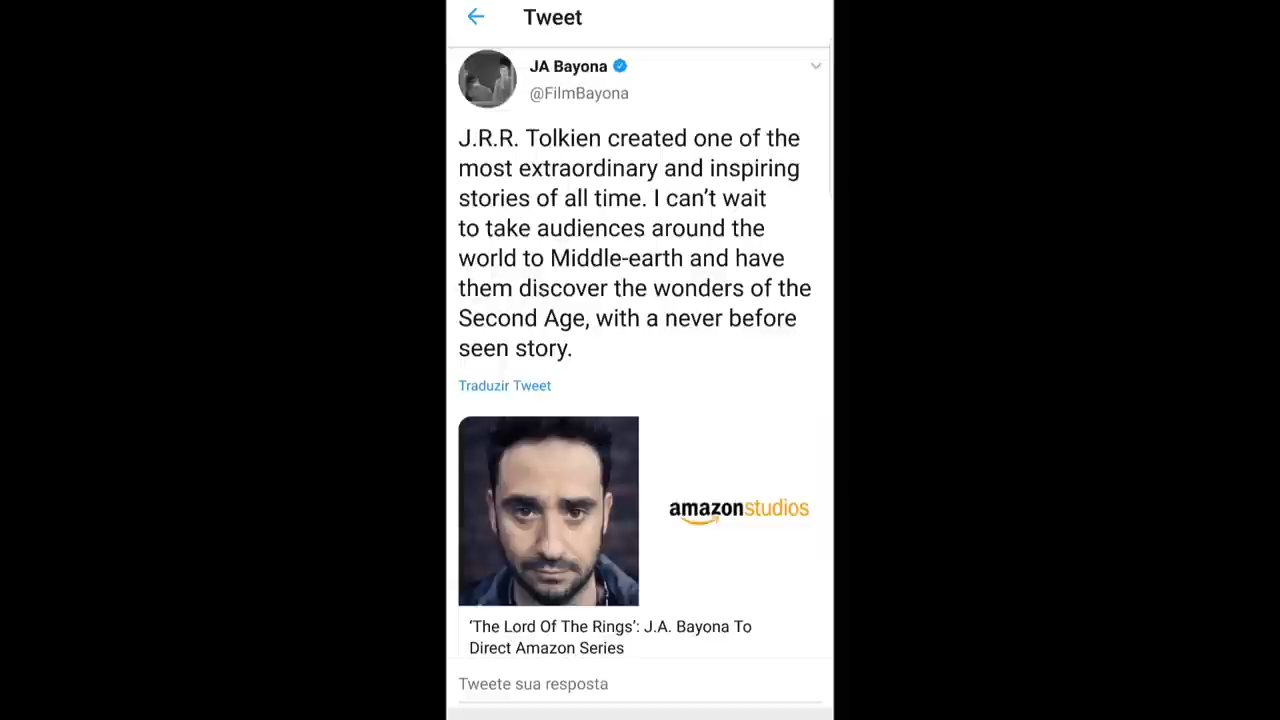 Tweet
JA Bayona
@FilmBayona
J.R.R. Tolkien created one of the
most extraordinary and inspiring
stories of all time. I can’t wait
to take audiences around the
world to Middle-earth and have
them discover the wonders of the
Second Age, with a never before
seen story.
Traduzir Tweet
amazonstudios
‘The Lord Of The Rings’: J.A. Bayona To
Direct Amazon Series
Tweete sua resposta